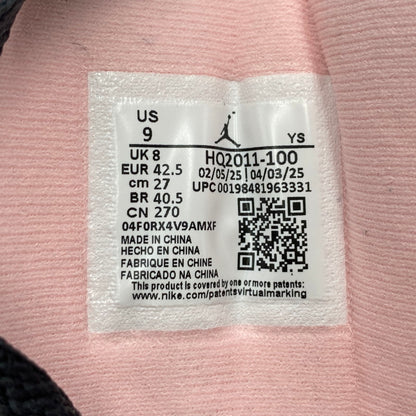 US
9
YS
UK 8
EUR 42.5
cm 27
BR 40.5
CN 270
HQ2011-100
02/05/25 | 04/03/25
UPC 00198481963331
04F0RX4V9AMXF
MADE IN CHINA
HECHO EN CHINA
FABRIQUE EN CHINE
FABRICADO NA CHINA
This product is covered by one or more patents:
www.nike.com/patentsvirtualmarking